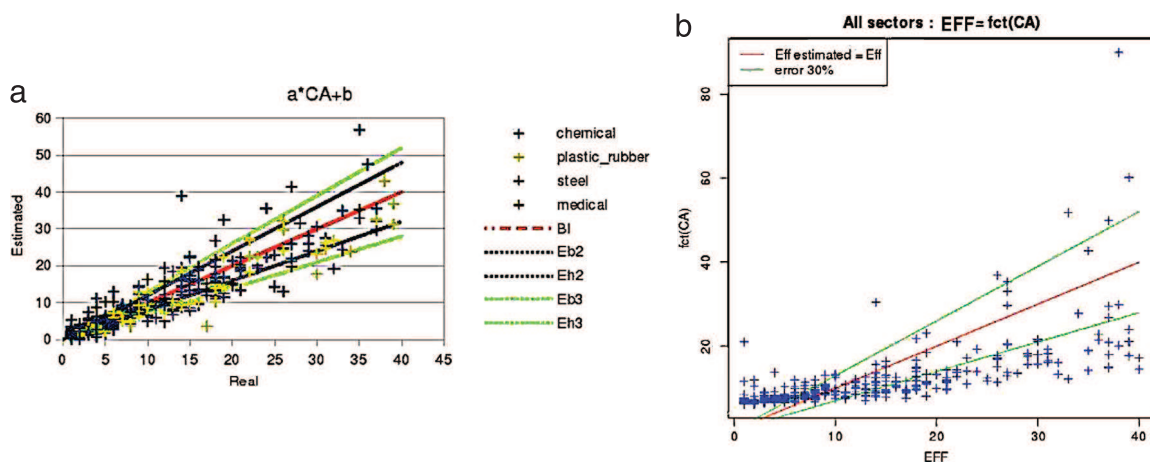 a
a*CA+b
Estimated
60
50
40
30
20
10
0
0 5 10 15 20 25 30 35 40 45
Real
chemical
plastic_rubber
steel
medical
BI
Eb2
Eh2
Eb3
Eh3
b
All sectors : EFF=fct(CA)
Eff estimated = Eff
error 30%
fct(CA)
80
60
40
20
0 10 20 30 40
EFF